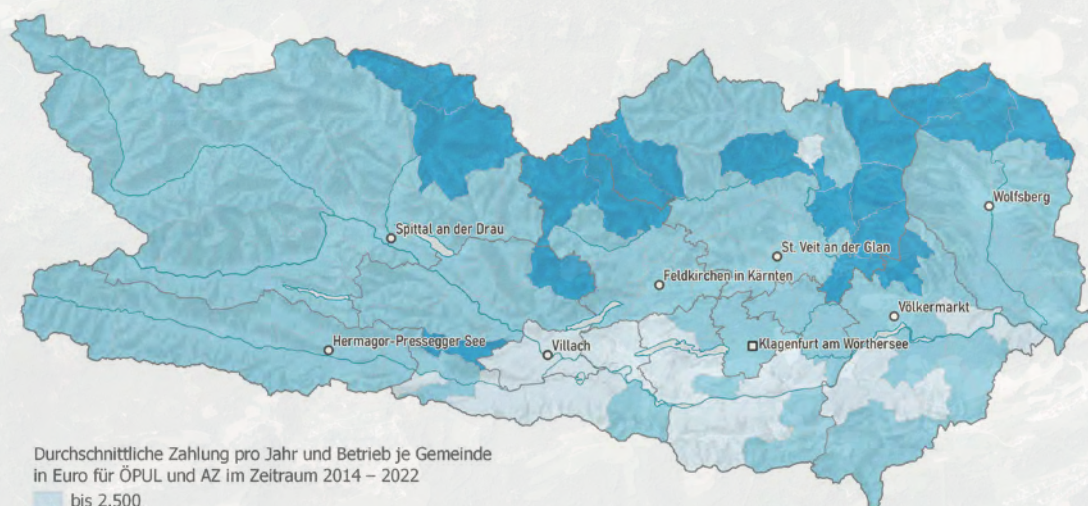 Wolfsberg
Spittal an der Drau
St. Veit an der Glan
Feldkirchen in Kärnten
Völkermarkt
Hermagor-Pressegger See
Villach
Klagenfurt am Wörthersee
Durchschnittliche Zahlung pro Jahr und Betrieb je Gemeinde
in Euro für ÖPUL und AZ im Zeitraum 2014 – 2022
bis 2.500